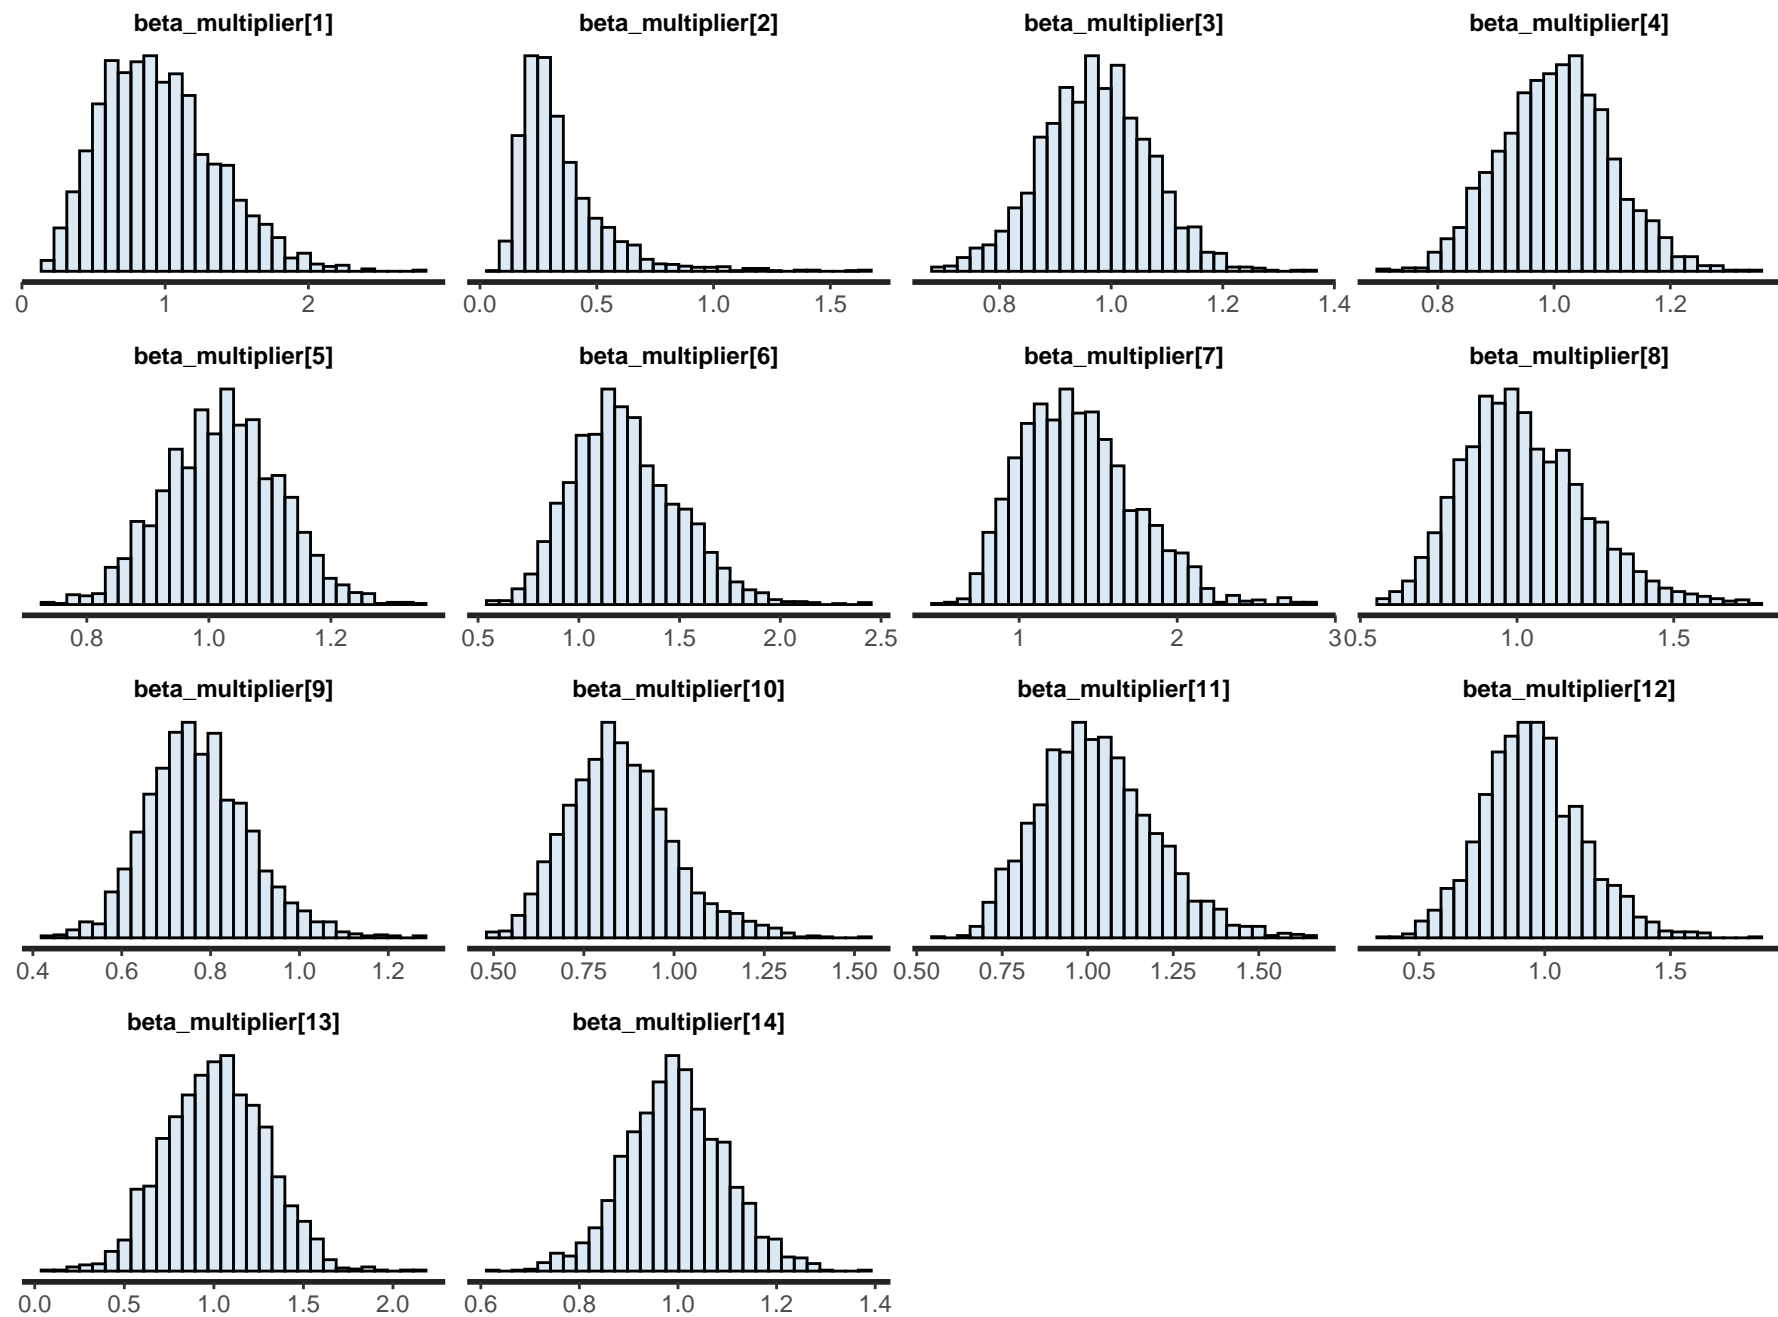 beta_multiplier[1] beta_multiplier[2] beta_multiplier[3] beta_multiplier[4]
0 1 2 0.0 0.5 1.0 1.5 0.8 1.0 1.2 1.4 0.8 1.0 1.2
beta_multiplier[5] beta_multiplier[6] beta_multiplier[7] beta_multiplier[8]
0.8 1.0 1.2 0.5 1.0 1.5 2.0 2.5 1 2 3 0.5 1.0 1.5
beta_multiplier[9] beta_multiplier[10] beta_multiplier[11] beta_multiplier[12]
0.4 0.6 0.8 1.0 1.2 0.50 0.75 1.00 1.25 1.50 0.50 0.75 1.00 1.25 1.50 0.5 1.0 1.5
beta_multiplier[13] beta_multiplier[14]
0.0 0.5 1.0 1.5 2.0 0.6 0.8 1.0 1.2 1.4